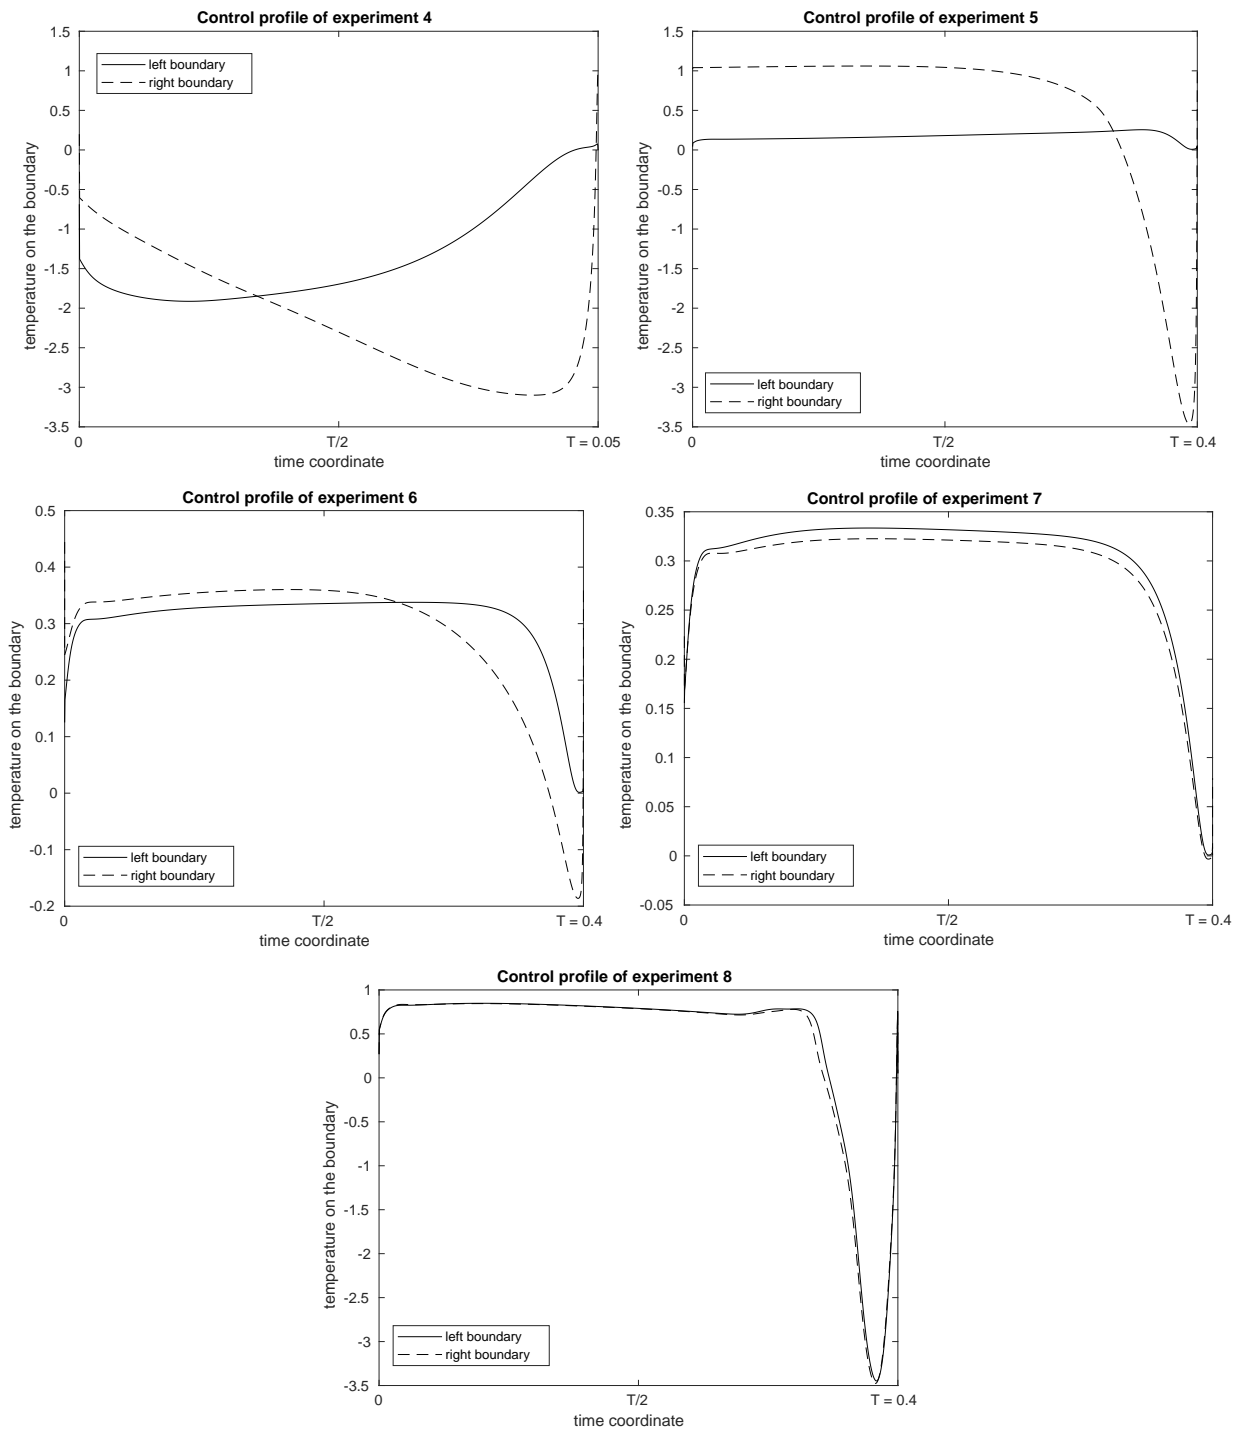 Control profile of experiment 4
1.5
1
0.5
0
-0.5
-1
-1.5
-2
-2.5
-3
-3.5
temperature on the boundary
left boundary
right boundary
0
T/2
T = 0.05
time coordinate
Control profile of experiment 5
1.5
1
0.5
0
-0.5
-1
-1.5
-2
-2.5
-3
-3.5
temperature on the boundary
left boundary
right boundary
0
T/2
T = 0.4
time coordinate
Control profile of experiment 6
0.5
0.4
0.3
0.2
0.1
0
-0.1
-0.2
temperature on the boundary
left boundary
right boundary
0
T/2
T = 0.4
time coordinate
Control profile of experiment 7
0.35
0.3
0.25
0.2
0.15
0.1
0.05
0
-0.05
temperature on the boundary
left boundary
right boundary
0
T/2
T = 0.4
time coordinate
Control profile of experiment 8
1
0.5
0
-0.5
-1
-1.5
-2
-2.5
-3
-3.5
temperature on the boundary
left boundary
right boundary
0
T/2
T = 0.4
time coordinate